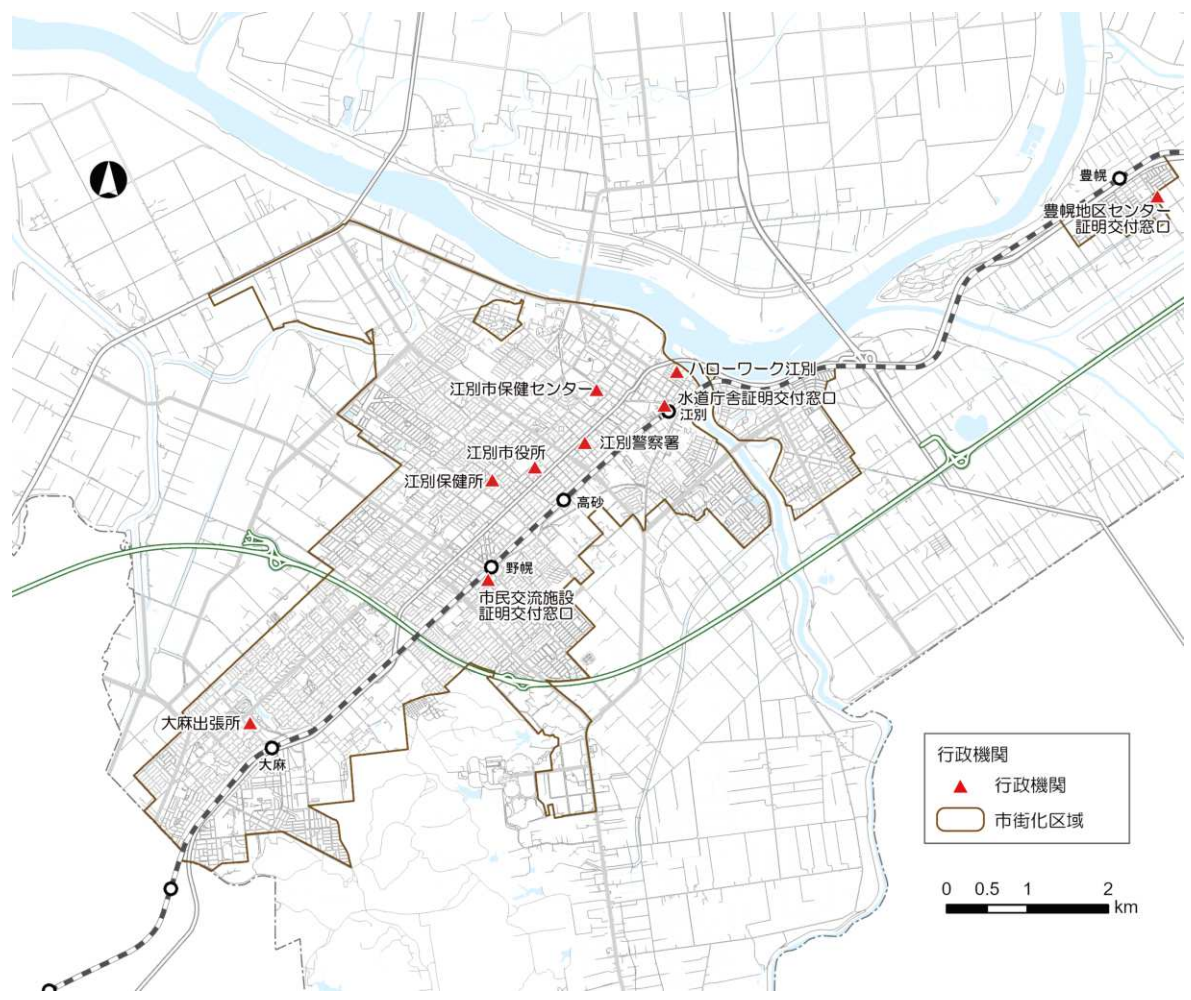 豊幌
豊幌地区センター
証明交付窓口
ハローワーク江別
江別市保健センター
水道庁舎証明交付窓口
江別
江別警察署
江別市役所
江別保健所
高砂
野幌
市民交流施設
証明交付窓口
大麻出張所
大麻
行政機関
行政機関
市街化区域
0 0.5 1 2
km